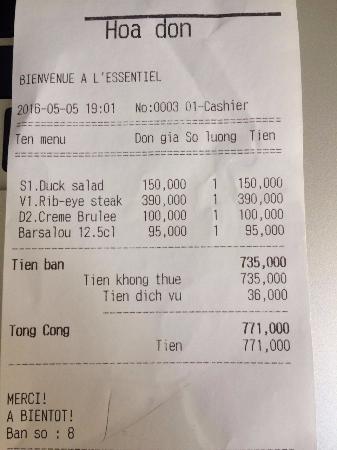 Hoa don
BIENVENUE A L'ESSENTIEL
2016-05-05 19:01 No:0003 01-Cashier
Ten menu Don gia So luong Tien
S1.Duck salad 150,000 1 150,000
V1.Rib-eye steak 390,000 1 390,000
D2.Creme Brulee 100,000 1 100,000
Barsalou 12.5cl 95,000 1 95,000
Tien ban 735,000
Tien khong thue 735,000
Tien dich vu 36,000
Tong Cong 771,000
Tien 771,000
MERCI!
A BIENTOT!
Ban so : 8